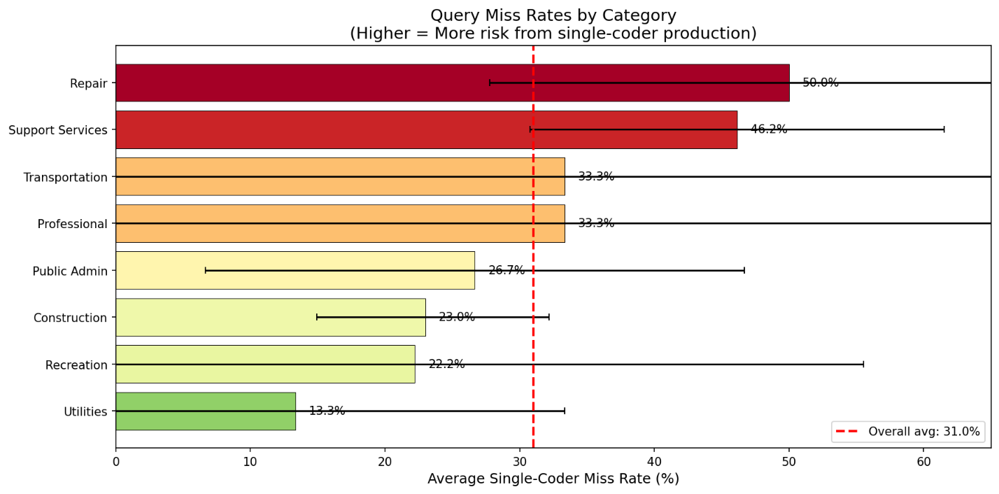 Query Miss Rates by Category
(Higher = More risk from single-coder production)
Repair
50.0%
Support Services
46.2%
Transportation
33.3%
Professional
33.3%
Public Admin
26.7%
Construction
23.0%
Recreation
22.2%
Utilities
13.3%
Overall avg: 31.0%
0 10 20 30 40 50 60
Average Single-Coder Miss Rate (%)